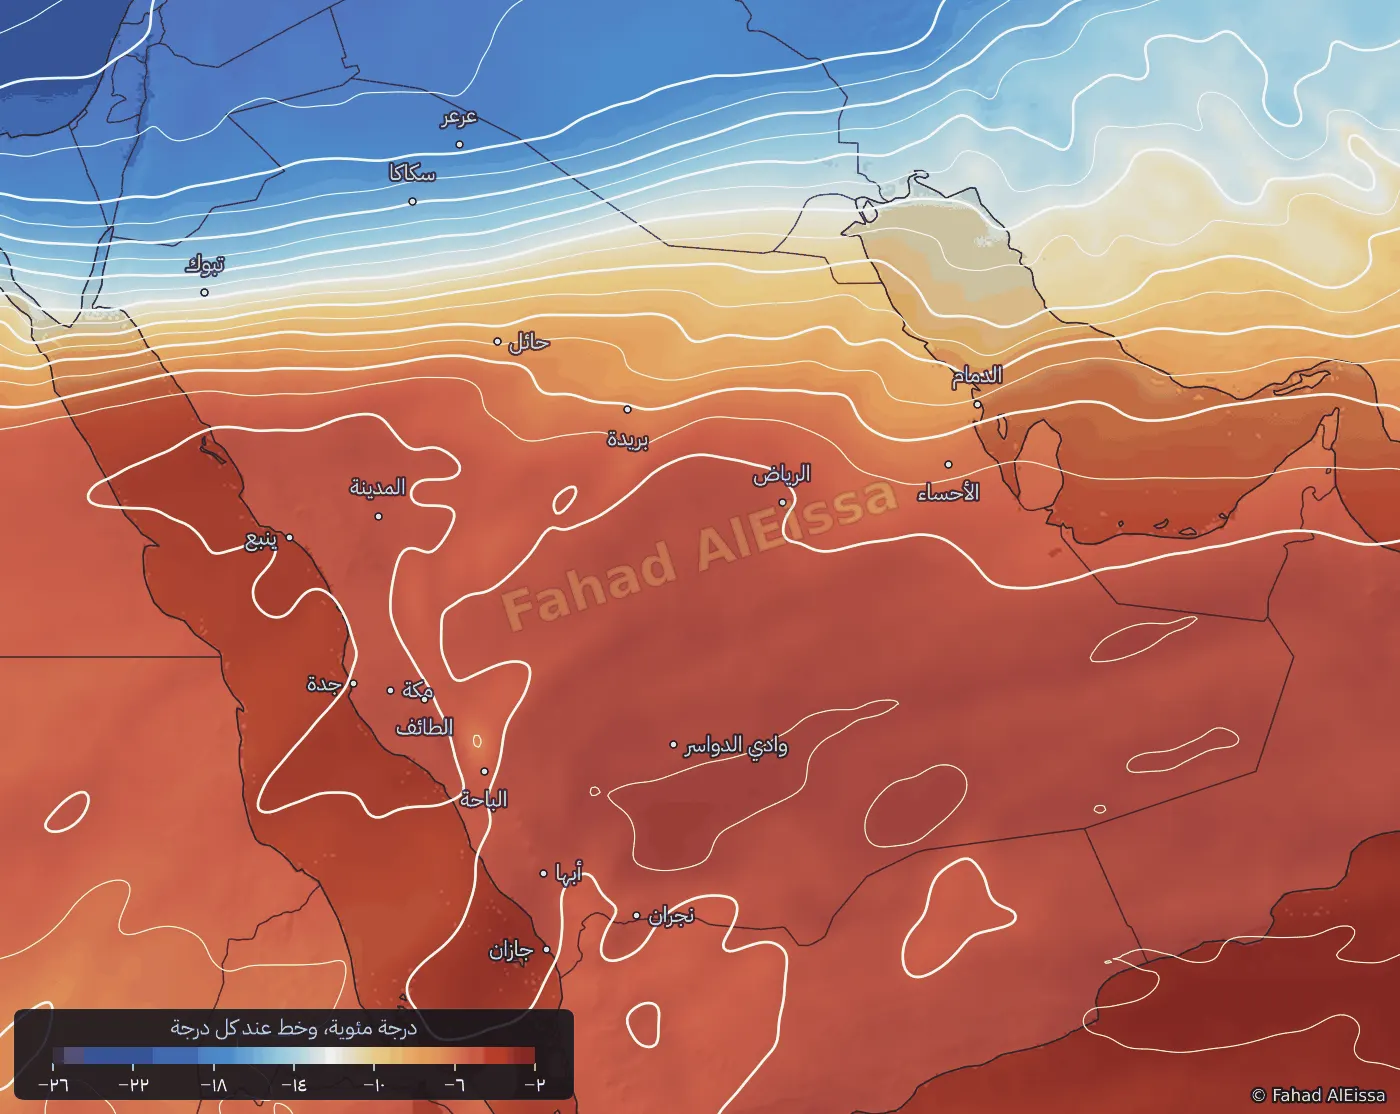 عرعر
سكاكا
تبوك
حائل
الدمام
بريدة
الرياض
الأحساء
المدينة
ينبع
Fahad AlEissa
جدة
مكة
الطائف
وادي الدواسر
الباحة
أبها
نجران
جازان
درجة مئوية، وخط عند كل درجة
−٢٦ −٢٢ −١٨ −١٤ −١٠ −٦ −٢
© Fahad AlEissa